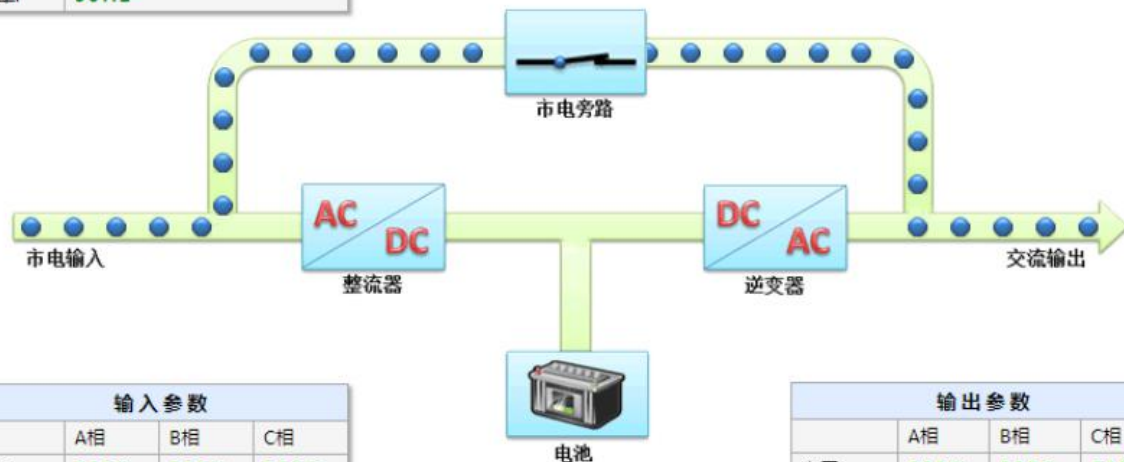 市电旁路
AC
DC
DC
AC
市电输入
交流输出
整流器
逆变器
输入参数
输出参数
A相 B相 C相
A相 B相 C相
电池